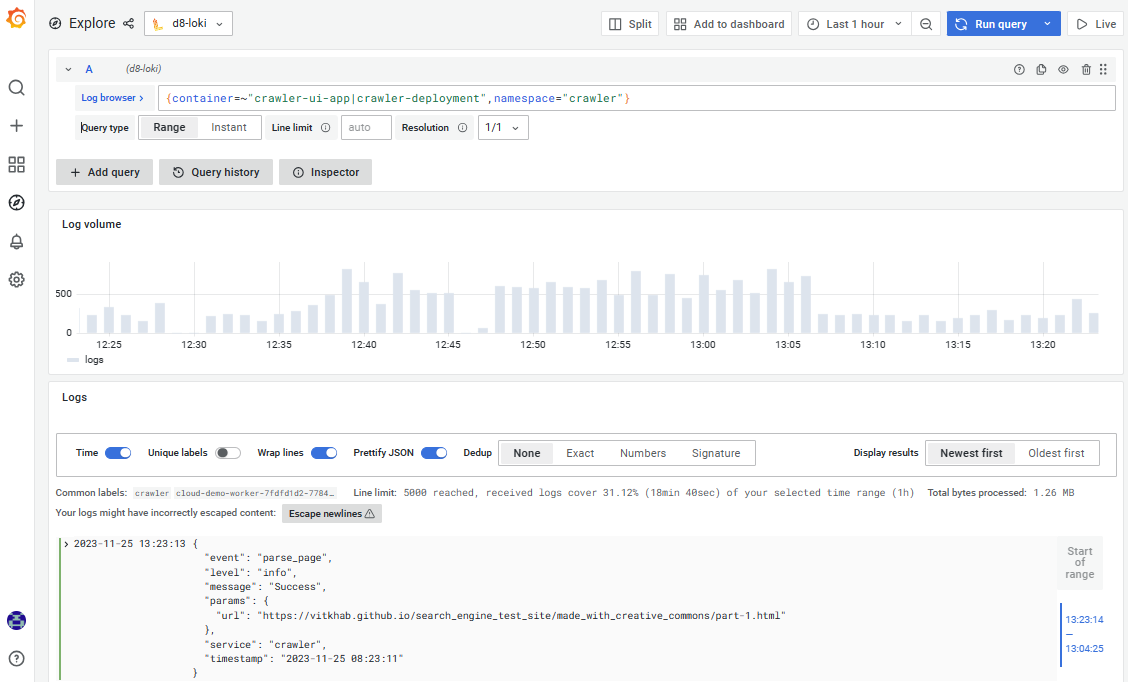 Explore d8-loki Split Add to dashboard Last 1 hour Run query Live
A (d8-loki)
Log browser > {container=~"crawler-ui-app|crawler-deployment",namespace="crawler"}
Query type Range Instant Line limit auto Resolution 1/1
+ Add query Query history Inspector
Log volume
500
0
12:25 12:30 12:35 12:40 12:45 12:50 12:55 13:00 13:05 13:10 13:15 13:20
logs
Logs
Time Unique labels Wrap lines Prettify JSON Dedup None Exact Numbers Signature Display results Newest first Oldest first
Common labels: crawler cloud-demo-worker-7fdfd1d2-7784… Line limit: 5000 reached, received logs cover 31.12% (18min 40sec) of your selected time range (1h) Total bytes processed: 1.26 MB
Your logs might have incorrectly escaped content: Escape newlines
> 2023-11-25 13:23:13 {
"event": "parse_page",
"level": "info",
"message": "Success",
"params": {
"url": "https://vitkhab.github.io/search_engine_test_site/made_with_creative_commons/part-1.html"
},
"service": "crawler",
"timestamp": "2023-11-25 08:23:11"
}
Start
of
range
13:23:14
—
13:04:25